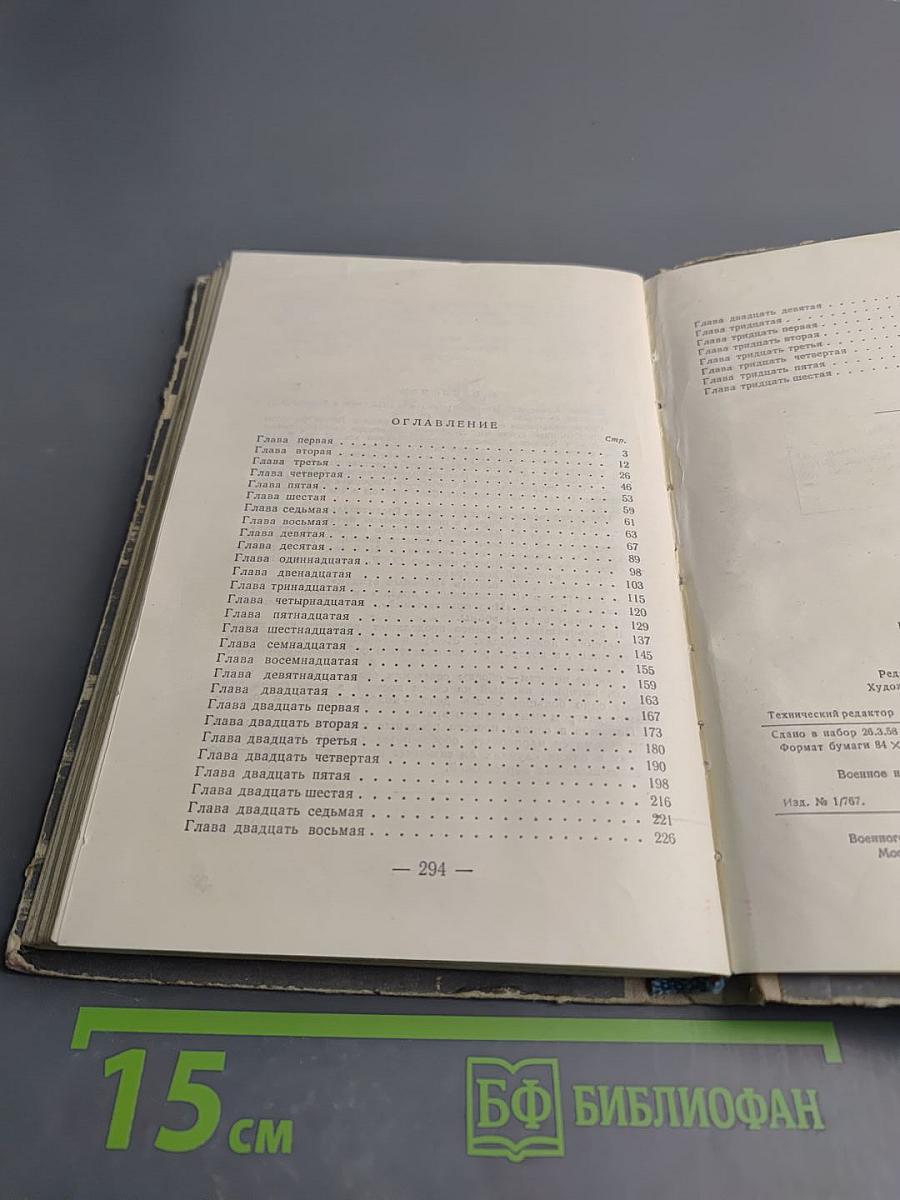 ОГЛАВЛЕНИЕ
Стр.
Глава первая . . . 3
Глава вторая . . . 12
Глава третья . . . 26
Глава четвертая . . . 46
Глава пятая . . . 53
Глава шестая . . . 59
Глава седьмая . . . 61
Глава восьмая . . . 63
Глава девятая . . . 67
Глава десятая . . . 89
Глава одиннадцатая . . . 98
Глава двенадцатая . . . 103
Глава тринадцатая . . . 115
Глава четырнадцатая . . . 120
Глава пятнадцатая . . . 129
Глава шестнадцатая . . . 137
Глава семнадцатая . . . 145
Глава восемнадцатая . . . 155
Глава девятнадцатая . . . 159
Глава двадцатая . . . 163
Глава двадцать первая . . . 167
Глава двадцать вторая . . . 173
Глава двадцать третья . . . 180
Глава двадцать четвертая . . . 190
Глава двадцать пятая . . . 198
Глава двадцать шестая . . . 216
Глава двадцать седьмая . . . 221
Глава двадцать восьмая . . . 226
— 294 —
Глава двадцать девятая . . .
Глава тридцатая . . .
Глава тридцать первая . . .
Глава тридцать вторая . . .
Глава тридцать третья . . .
Глава тридцать четвертая . . .
Глава тридцать пятая . . .
Глава тридцать шестая . . .
Ред
Худо
Технический редактор
Сдано в набор 26.3.58
Формат бумаги 84 ×
Военное и
Изд. № 1/767.
Военного
Мос
15 см
БФ БИБЛИОФАН